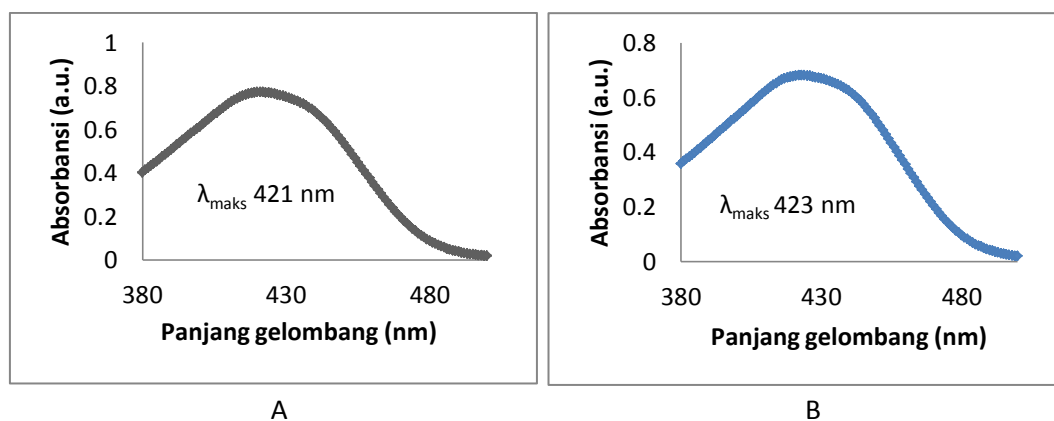 1
0.8
0.6
0.4
0.2
0
Absorbansi (a.u.)
λmaks 421 nm
380 430 480
Panjang gelombang (nm)
A
0.8
0.6
0.4
0.2
0
Absorbansi (a.u.)
λmaks 423 nm
380 430 480
Panjang gelombang (nm)
B